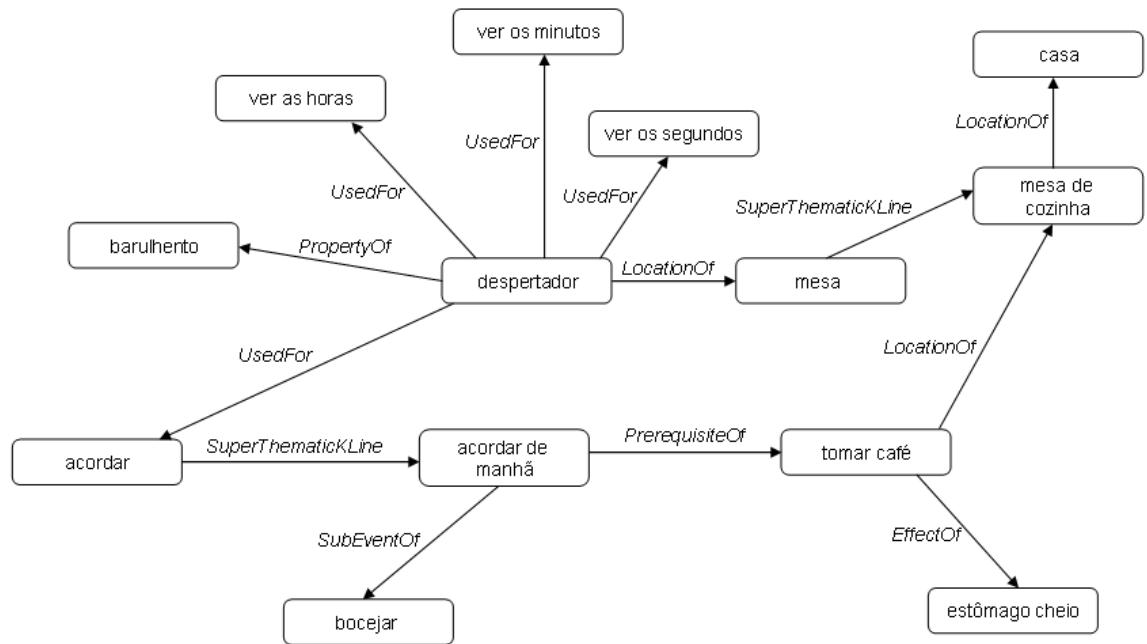 ver os minutos
casa
ver as horas
LocationOf
UsedFor
ver os segundos
UsedFor
UsedFor
SuperThematicKLine
mesa de
cozinha
barulhento
PropertyOf
despertador
LocationOf
mesa
UsedFor
LocationOf
acordar
SuperThematicKLine
acordar de
manhã
PrerequisiteOf
tomar café
SubEventOf
EffectOf
bocejar
estômago cheio